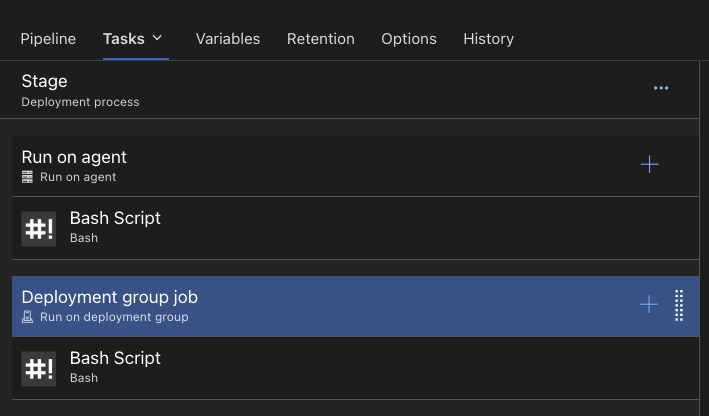 Pipeline Tasks Variables Retention Options History
Stage
Deployment process
Run on agent
Run on agent
#! Bash Script
Bash
Deployment group job
Run on deployment group
#! Bash Script
Bash